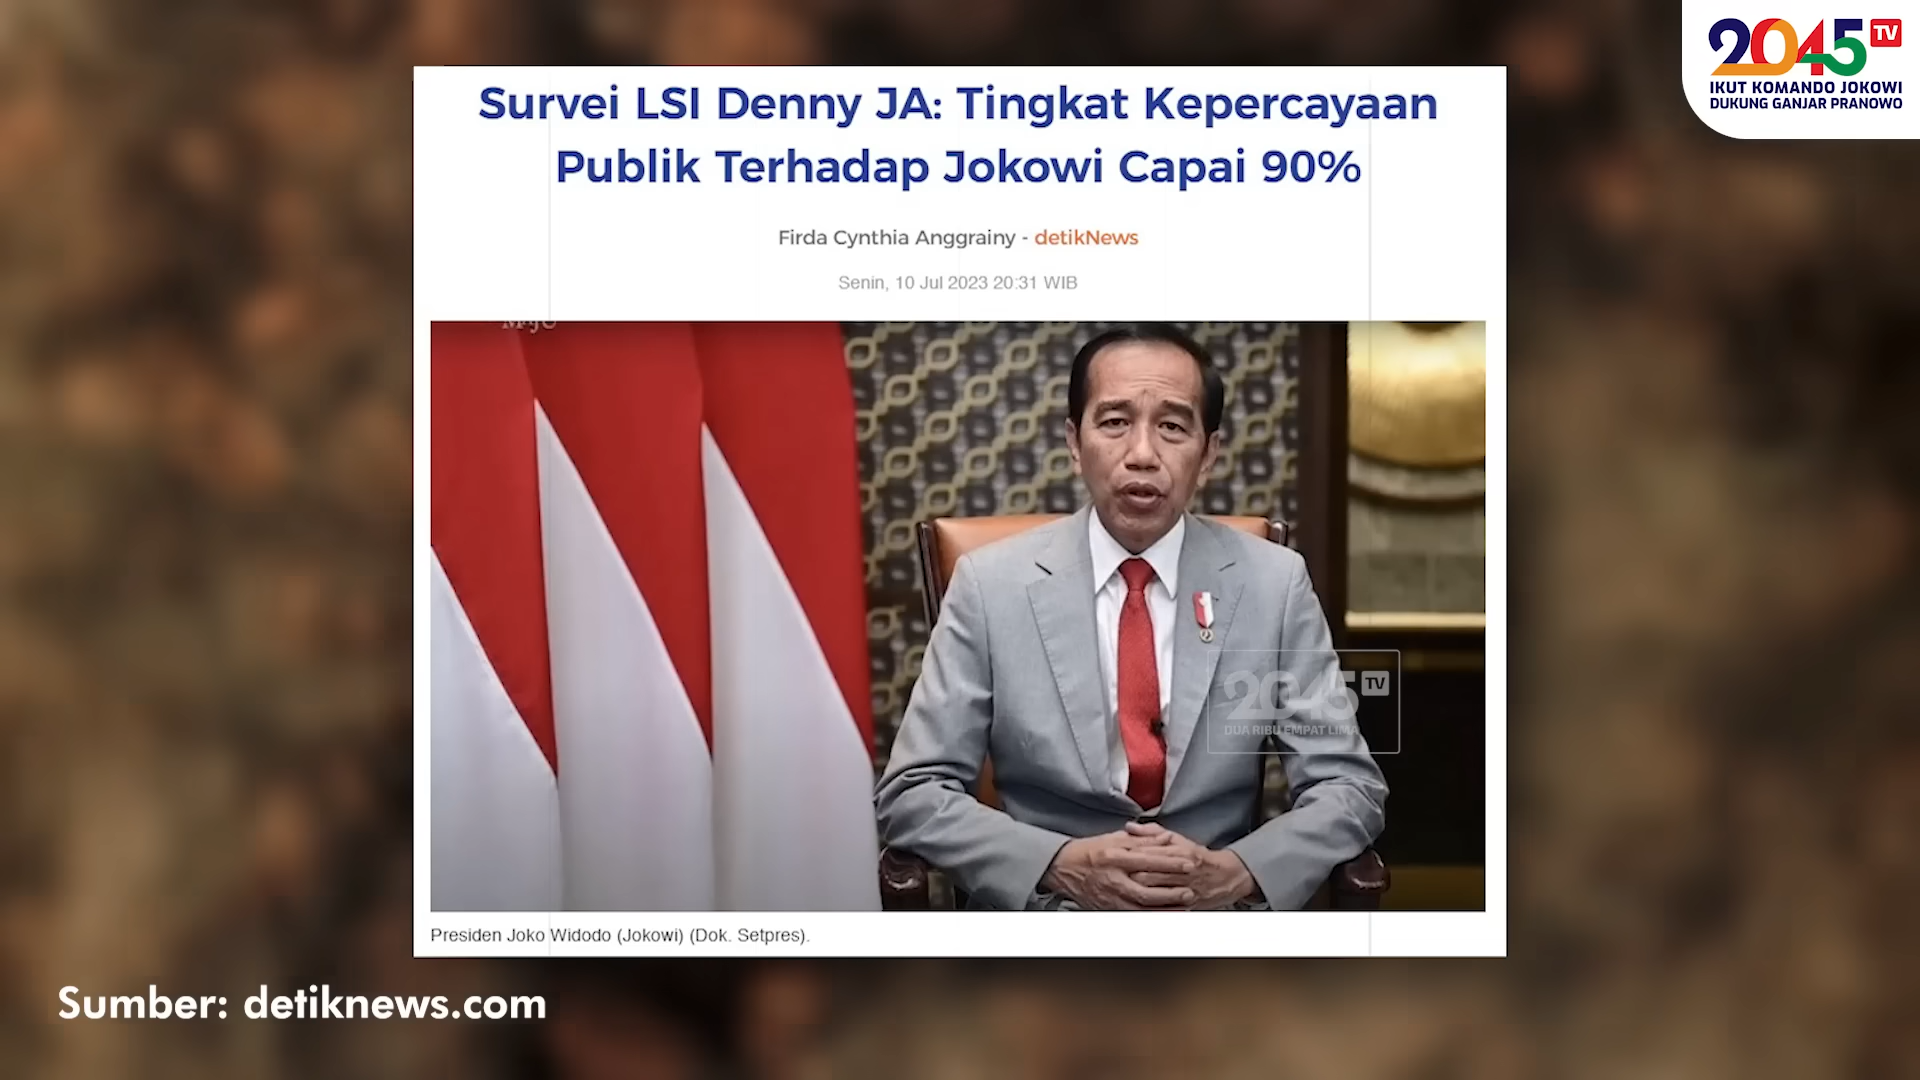 2045 TV
IKUT KOMANDO JOKOWI
DUKUNG GANJAR PRANOWO
Survei LSI Denny JA: Tingkat Kepercayaan
Publik Terhadap Jokowi Capai 90%
Firda Cynthia Anggrainy - detikNews
Senin, 10 Jul 2023 20:31 WIB
2045 TV
DUA RIBU EMPAT LIMA
Presiden Joko Widodo (Jokowi) (Dok. Setpres).
Sumber: detiknews.com